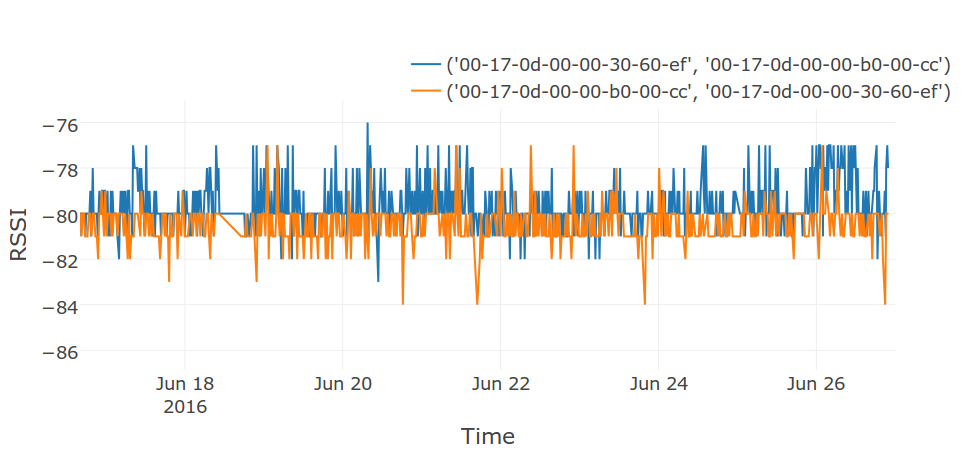 ('00-17-0d-00-00-30-60-ef', '00-17-0d-00-00-b0-00-cc')
('00-17-0d-00-00-b0-00-cc', '00-17-0d-00-00-30-60-ef')
−76
−78
−80
−82
−84
−86
RSSI
Jun 18
2016
Jun 20
Jun 22
Jun 24
Jun 26
Time